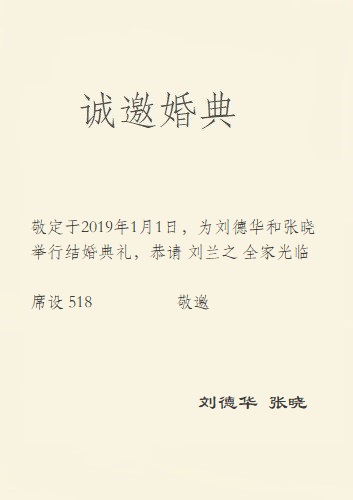 诚邀婚典
敬定于2019年1月1日，为刘德华和张晓
举行结婚典礼，恭请 刘兰之 全家光临
席设 518 敬邀
刘德华 张晓